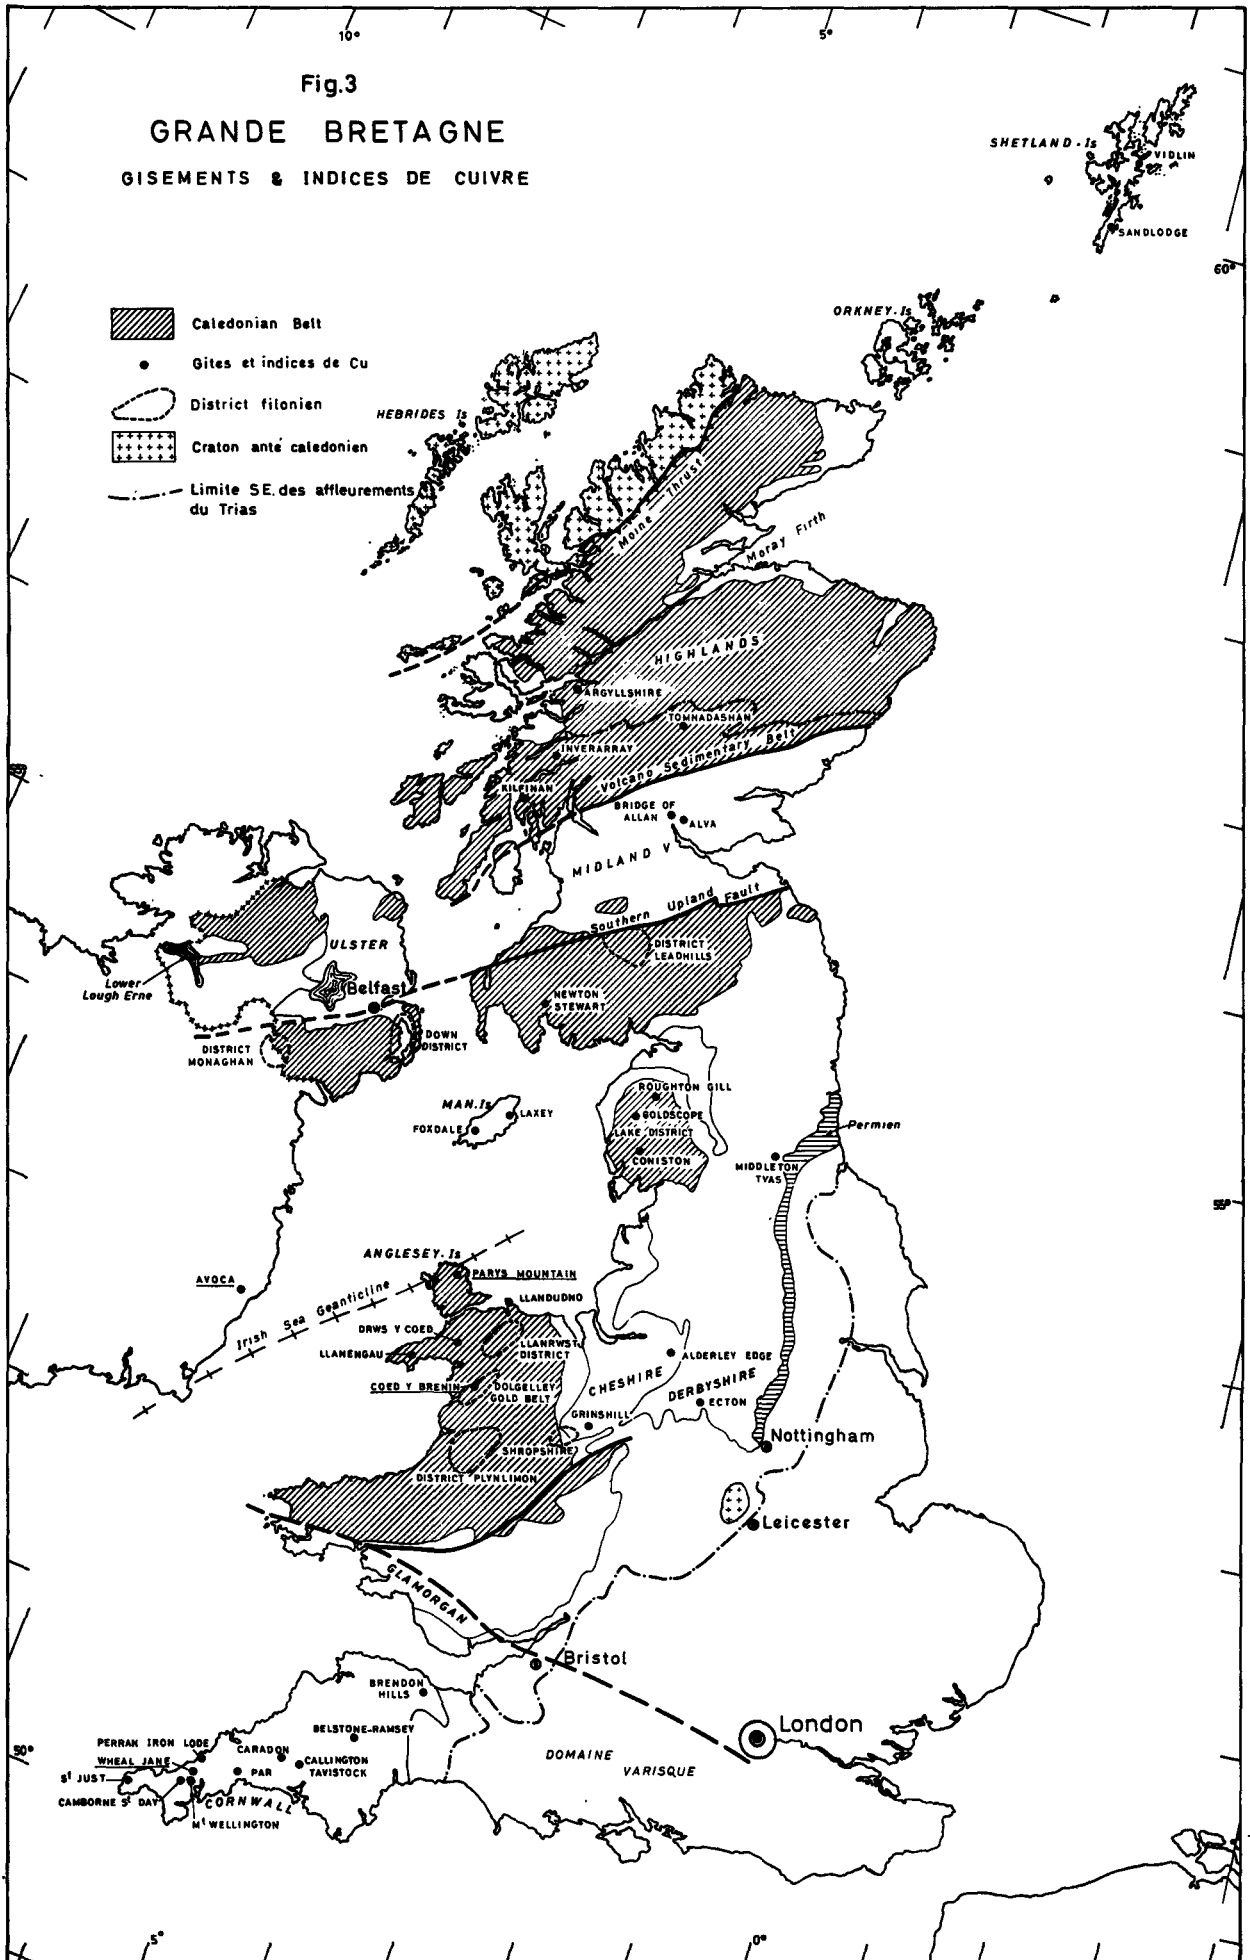 10°
5°
Fig.3
GRANDE BRETAGNE
GISEMENTS & INDICES DE CUIVRE
SHETLAND-Is
VIDLIN
SANDLODGE
60°
ORKNEY.Is
Caledonian Belt
Gites et indices de Cu
District filonien
Craton anté calédonien
Limite S E. des affleurements
du Trias
HEBRIDES Is
Moine Thrust
Moray Firth
HIGHLANDS
ARGYLLSHIRE
TOMNADASHAN
INVERARRAY
Volcano Sedimentary Belt
KILFINAN
BRIDGE OF
ALLAN
ALVA
MIDLAND V
Southern Upland Fault
ULSTER
DISTRICT
LEADHILLS
Lower
Lough Erne
Belfast
NEWTON
STEWART
DOWN
DISTRICT
DISTRICT
MONAGHAN
MAN.Is
LAXEY
FOXDALE
ROUGHTON GILL
GOLDSCOPE
LAKE DISTRICT
CONISTON
Permien
MIDDLETON
TYAS
55°
ANGLESEY.Is
PARYS MOUNTAIN
AVOCA
LLANDUDNO
Irish Sea Geanticline
DRWS Y COED
LLANENGAU
LLANRWST
DISTRICT
ALDERLEY EDGE
COED Y BRENIN
DOLGELLEY
GOLD BELT
CHESHIRE
DERBYSHIRE
ECTON
GRINSHILL
Nottingham
SHROPSHIRE
DISTRICT PLYNLIMON
Leicester
GLAMORGAN
Bristol
BRENDON
HILLS
London
BELSTONE-RAMSEY
PERRAN IRON LODE
CARADON
WHEAL JANE
CALLINGTON
TAVISTOCK
PAR
DOMAINE
VARISQUE
50°
St JUST
CAMBORNE St DAY
CORNWALL
Mt WELLINGTON
5°
0°